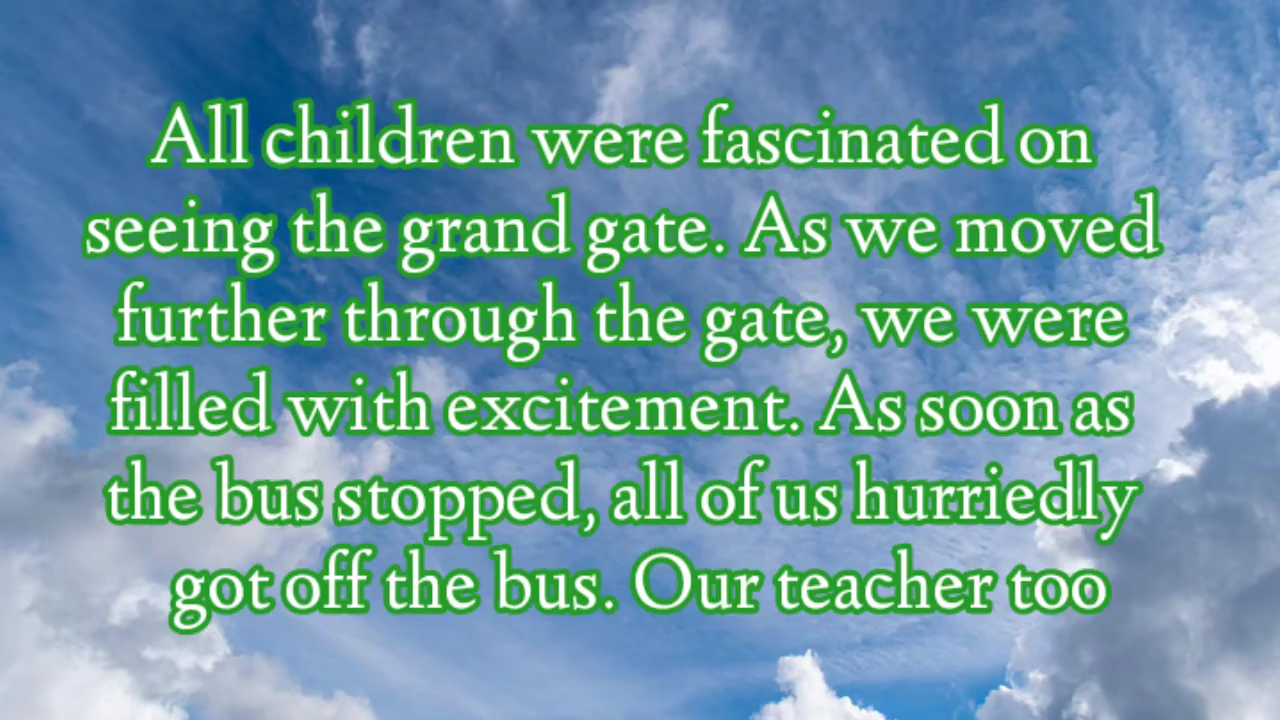 All children were fascinated on
seeing the grand gate. As we moved
further through the gate, we were
filled with excitement. As soon as
the bus stopped, all of us hurriedly
got off the bus. Our teacher too